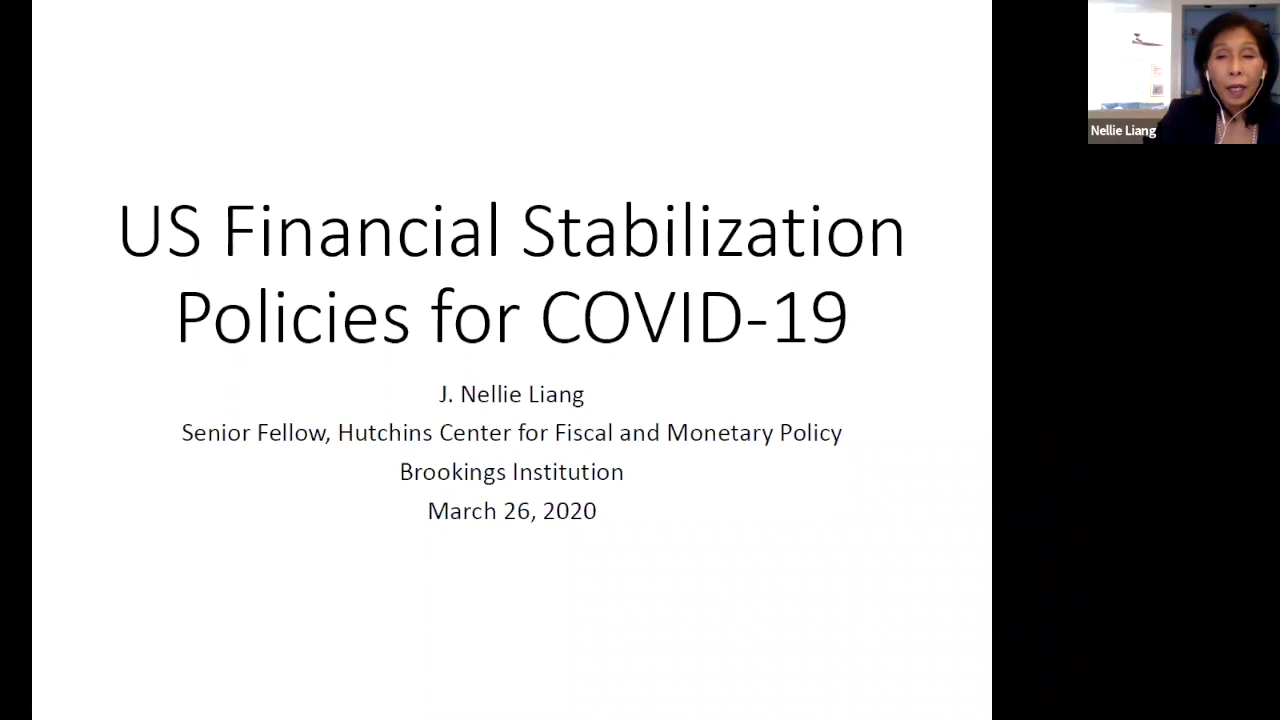 US Financial Stabilization
Policies for COVID-19
J. Nellie Liang
Senior Fellow, Hutchins Center for Fiscal and Monetary Policy
Brookings Institution
March 26, 2020
Nellie Liang